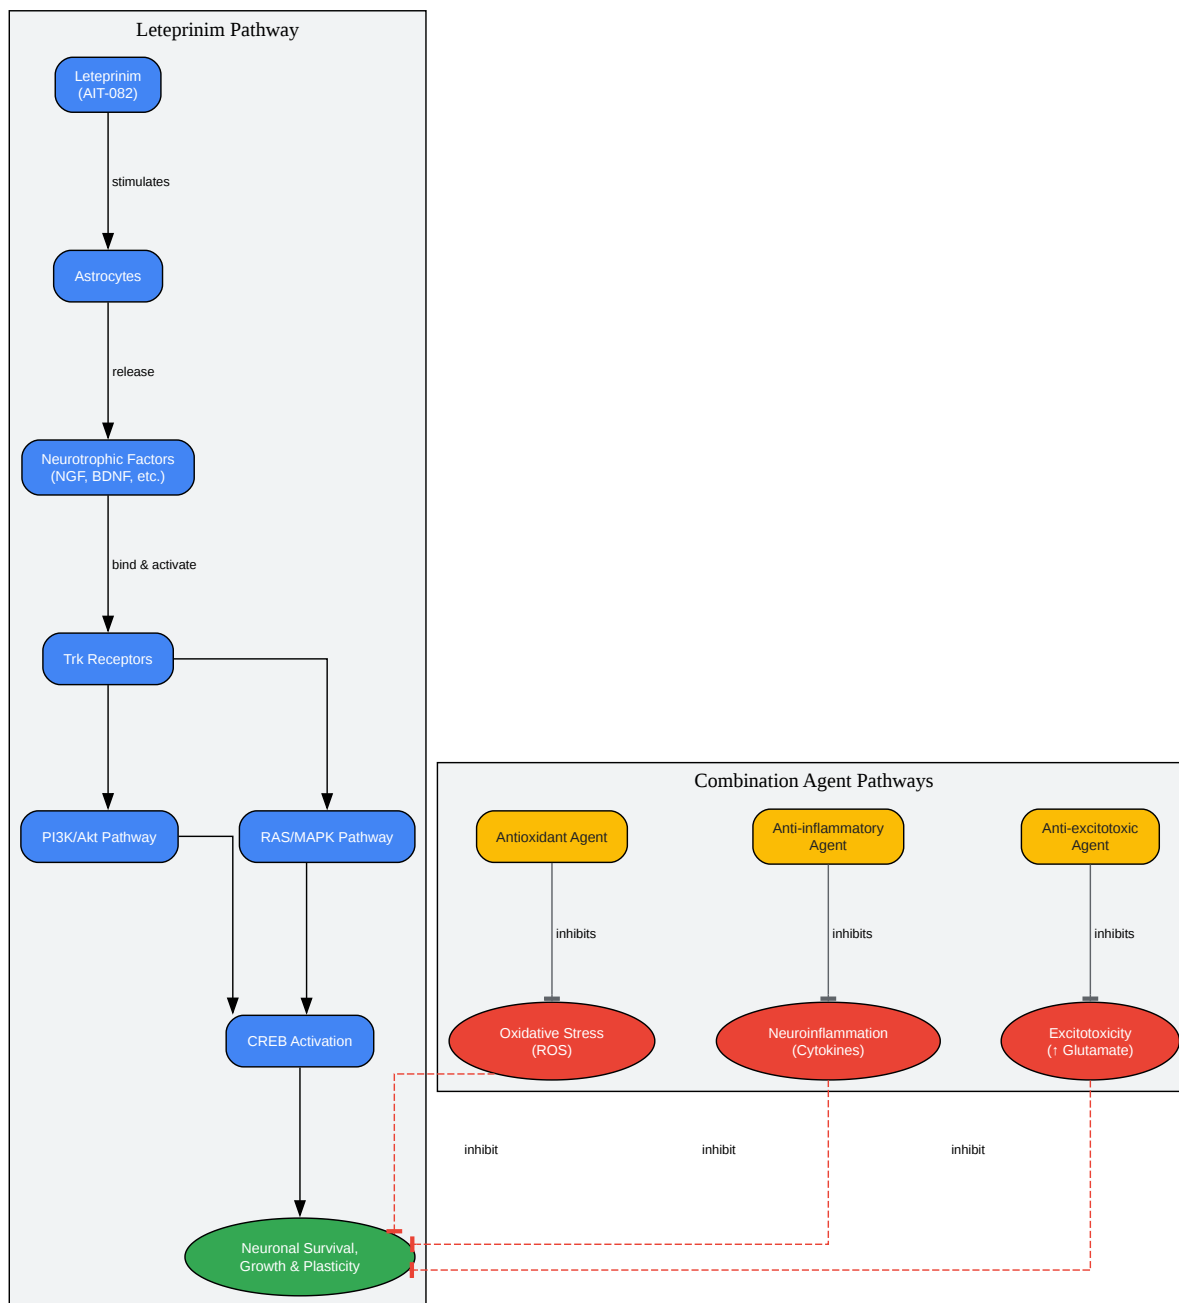 Leteprinim Pathway
Leteprinim
(AIT-082)
stimulates
Astrocytes
release
Neurotrophic Factors
(NGF, BDNF, etc.)
bind & activate
Trk Receptors
PI3K/Akt Pathway
RAS/MAPK Pathway
CREB Activation
Neuronal Survival,
Growth & Plasticity
Combination Agent Pathways
Antioxidant Agent
Anti-inflammatory
Agent
Anti-excitotoxic
Agent
inhibits
inhibits
inhibits
Oxidative Stress
(ROS)
Neuroinflammation
(Cytokines)
Excitotoxicity
(↑ Glutamate)
inhibit
inhibit
inhibit